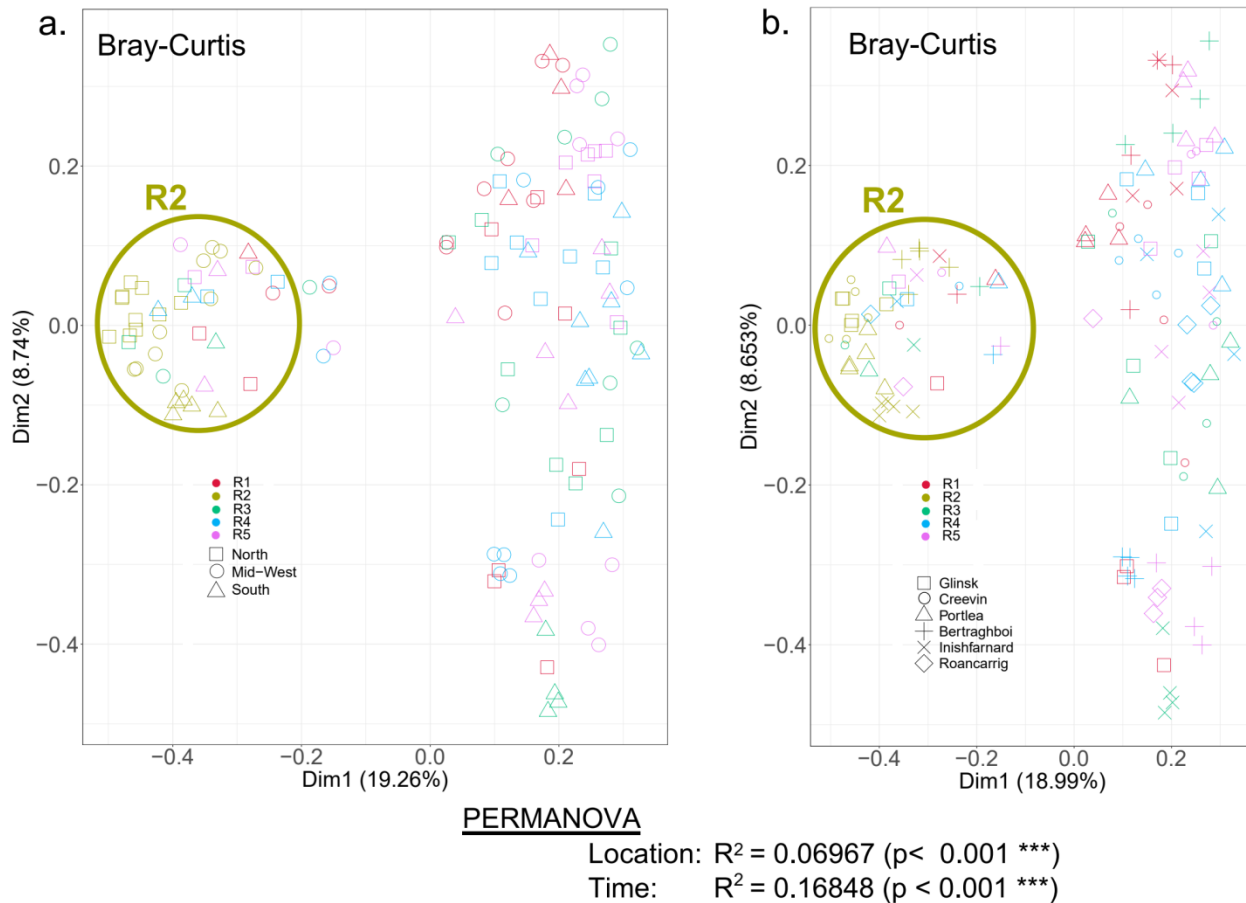 a.
Bray-Curtis
R2
0.2
0.0
−0.2
−0.4
Dim2 (8.74%)
R1
R2
R3
R4
R5
North
Mid-West
South
−0.4
−0.2
0.0
0.2
Dim1 (19.26%)
b.
Bray-Curtis
R2
0.2
0.0
−0.2
−0.4
Dim2 (8.653%)
R1
R2
R3
R4
R5
Glinsk
Creevin
Portlea
Bertraghboi
Inishfarnard
Roancarrig
−0.4
−0.2
0.0
0.2
Dim1 (18.99%)
PERMANOVA
Location: R² = 0.06967 (p< 0.001 ***)
Time: R² = 0.16848 (p < 0.001 ***)